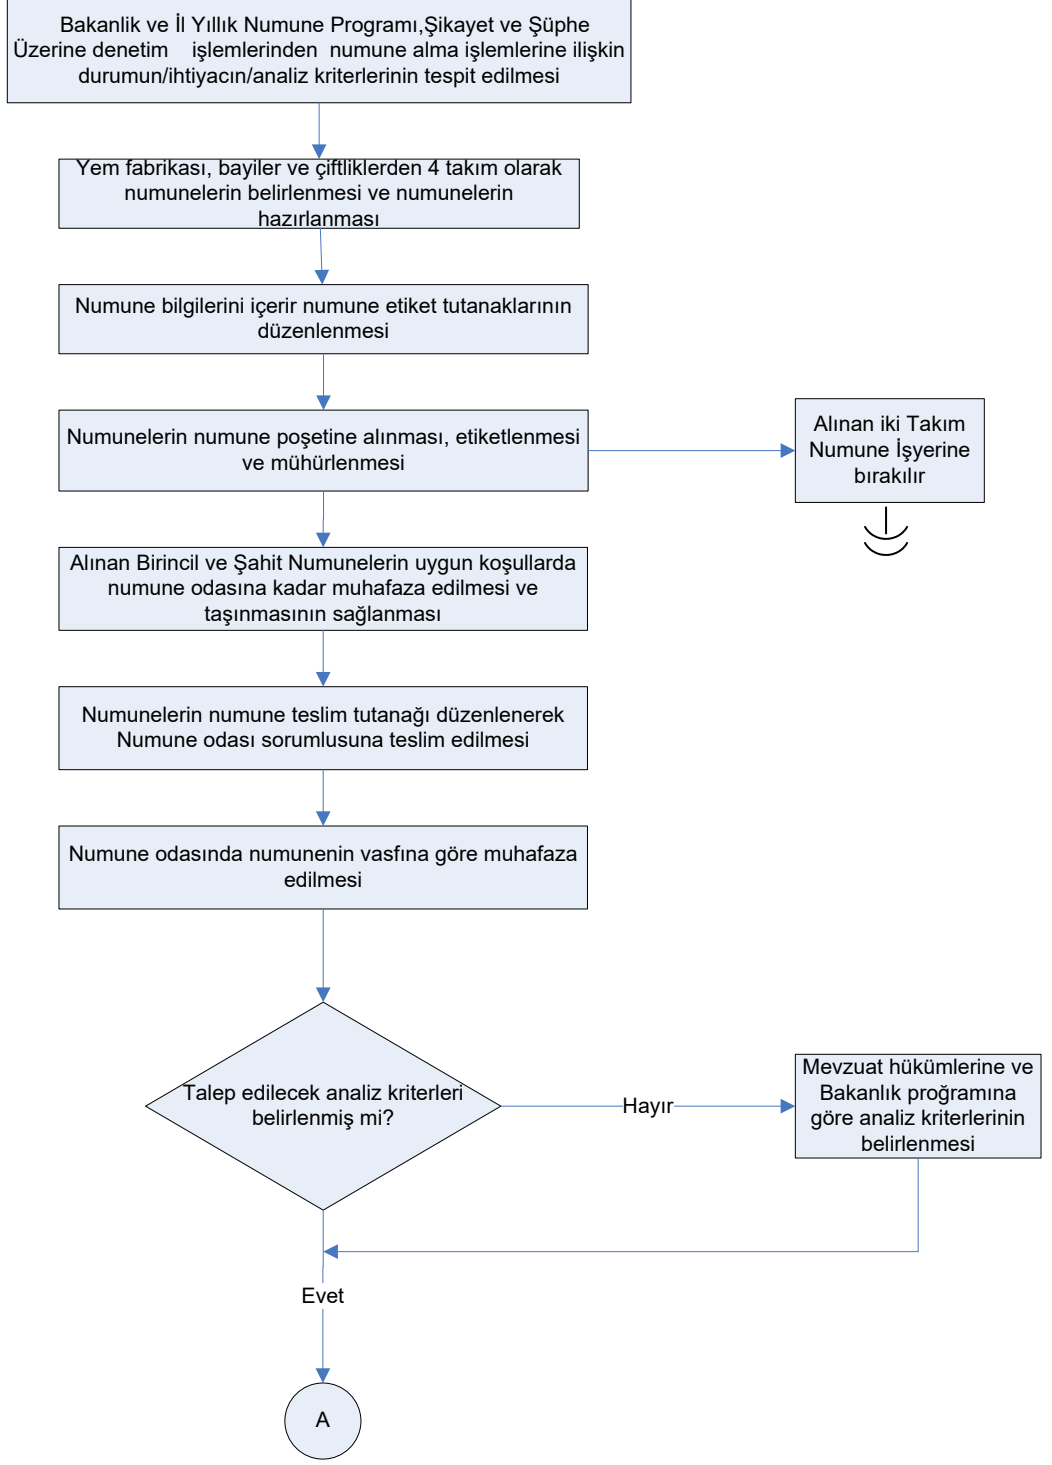 Bakanlik ve İl Yıllık Numune Programı,Şikayet ve Şüphe
Üzerine denetim işlemlerinden numune alma işlemlerine ilişkin
durumun/ihtiyacın/analiz kriterlerinin tespit edilmesi
Yem fabrikası, bayiler ve çiftliklerden 4 takım olarak
numunelerin belirlenmesi ve numunelerin
hazırlanması
Numune bilgilerini içerir numune etiket tutanaklarının
düzenlenmesi
Numunelerin numune poşetine alınması, etiketlenmesi
ve mühürlenmesi
Alınan iki Takım
Numune İşyerine
bırakılır
Alınan Birincil ve Şahit Numunelerin uygun koşullarda
numune odasına kadar muhafaza edilmesi ve
taşınmasının sağlanması
Numunelerin numune teslim tutanağı düzenlenerek
Numune odası sorumlusuna teslim edilmesi
Numune odasında numunenin vasfına göre muhafaza
edilmesi
Talep edilecek analiz kriterleri
belirlenmiş mi?
Hayır
Mevzuat hükümlerine ve
Bakanlık proğramına
göre analiz kriterlerinin
belirlenmesi
Evet
A